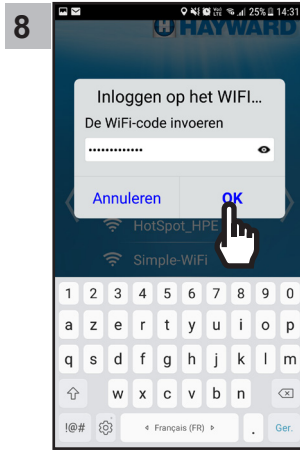 8
25% 14:31
HAYWARD
Inloggen op het WIFI...
De WiFi-code invoeren
•••••••••••••
Annuleren OK
HotSpot_HPE
Simple-WiFi
1 2 3 4 5 6 7 8 9 0
a z e r t y u i o p
q s d f g h j k l m
w x c v b n
!@# Français (FR) . Ger.